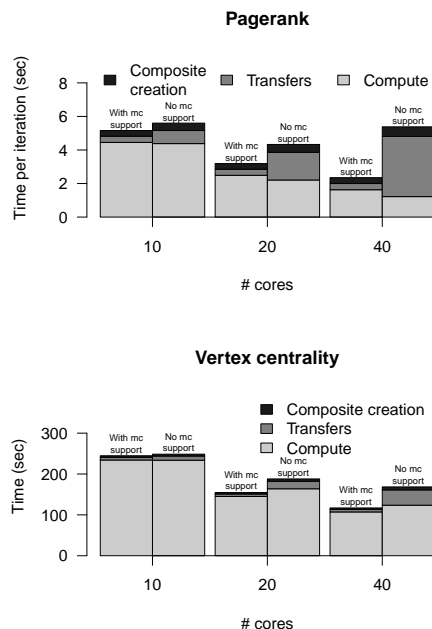 Pagerank
Time per iteration (sec)
Composite
creation
Transfers
Compute
8
6
4
2
0
With mc
support
No mc
support
With mc
support
No mc
support
With mc
support
No mc
support
10
20
40
# cores
Vertex centrality
Time (sec)
Composite creation
Transfers
Compute
300
200
100
0
With mc
support
No mc
support
With mc
support
No mc
support
With mc
support
No mc
support
10
20
40
# cores